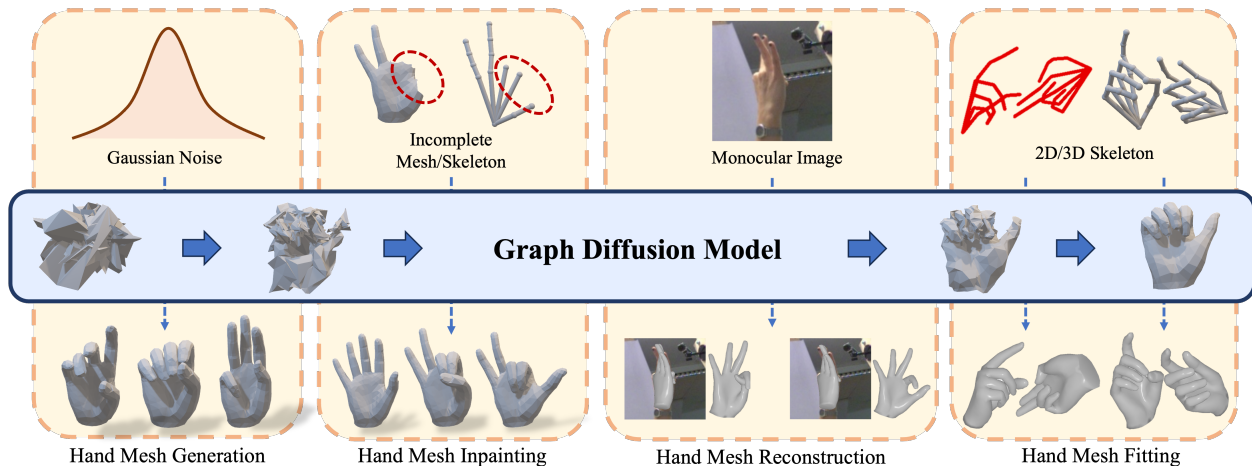 Gaussian Noise
Incomplete
Mesh/Skeleton
Monocular Image
2D/3D Skeleton
Graph Diffusion Model
Hand Mesh Generation
Hand Mesh Inpainting
Hand Mesh Reconstruction
Hand Mesh Fitting